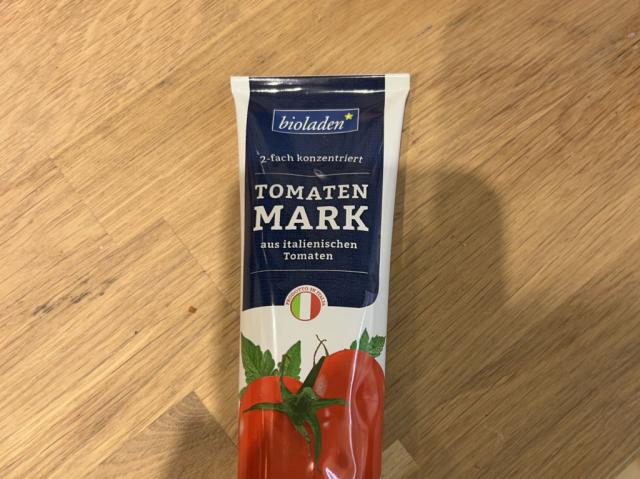 bioladen
2-fach konzentriert
TOMATEN
MARK
aus italienischen
Tomaten
PRODOTTO IN ITALIA